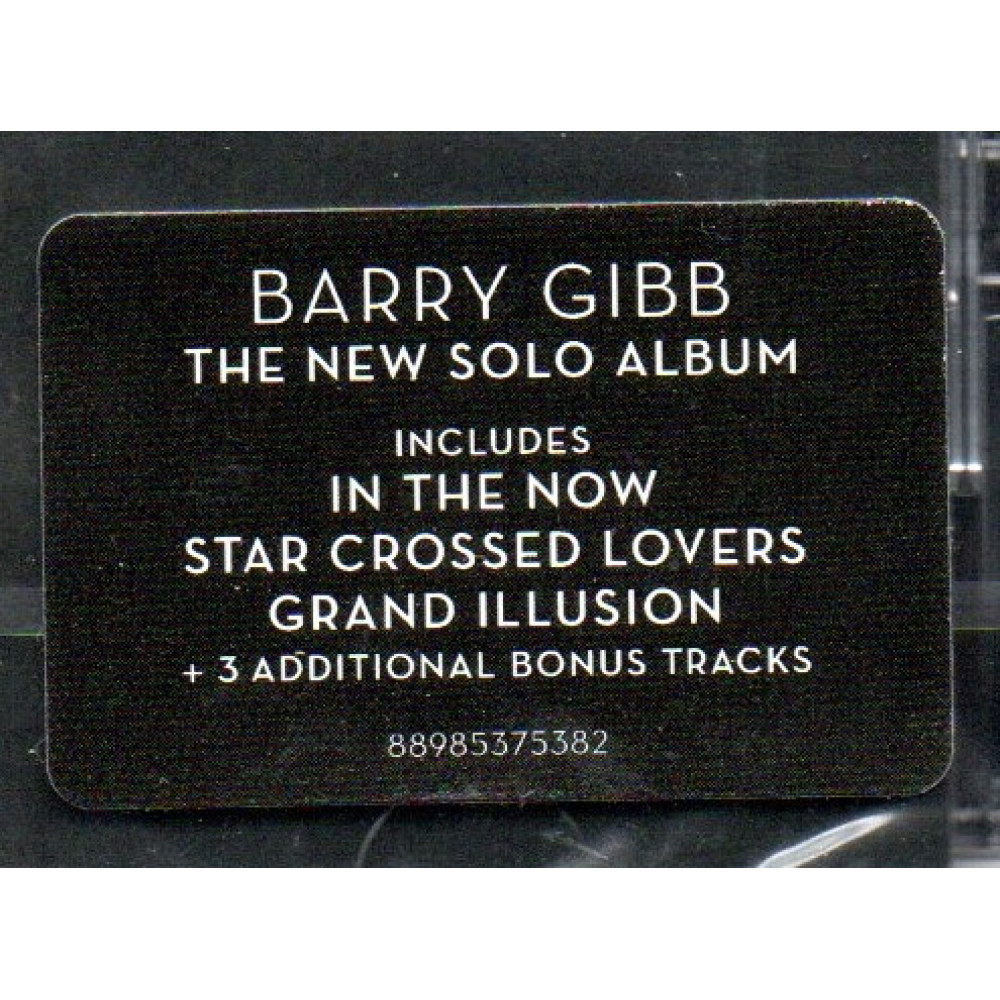 BARRY GIBB
THE NEW SOLO ALBUM
INCLUDES
IN THE NOW
STAR CROSSED LOVERS
GRAND ILLUSION
+ 3 ADDITIONAL BONUS TRACKS
88985375382